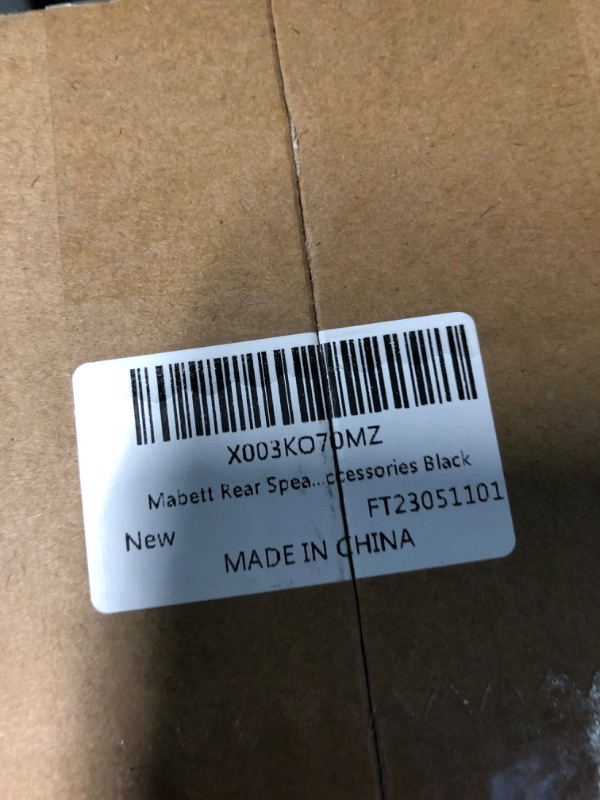 X003KO70MZ
Mabett Rear Spea...ccessories Black
FT23051101
New
MADE IN CHINA